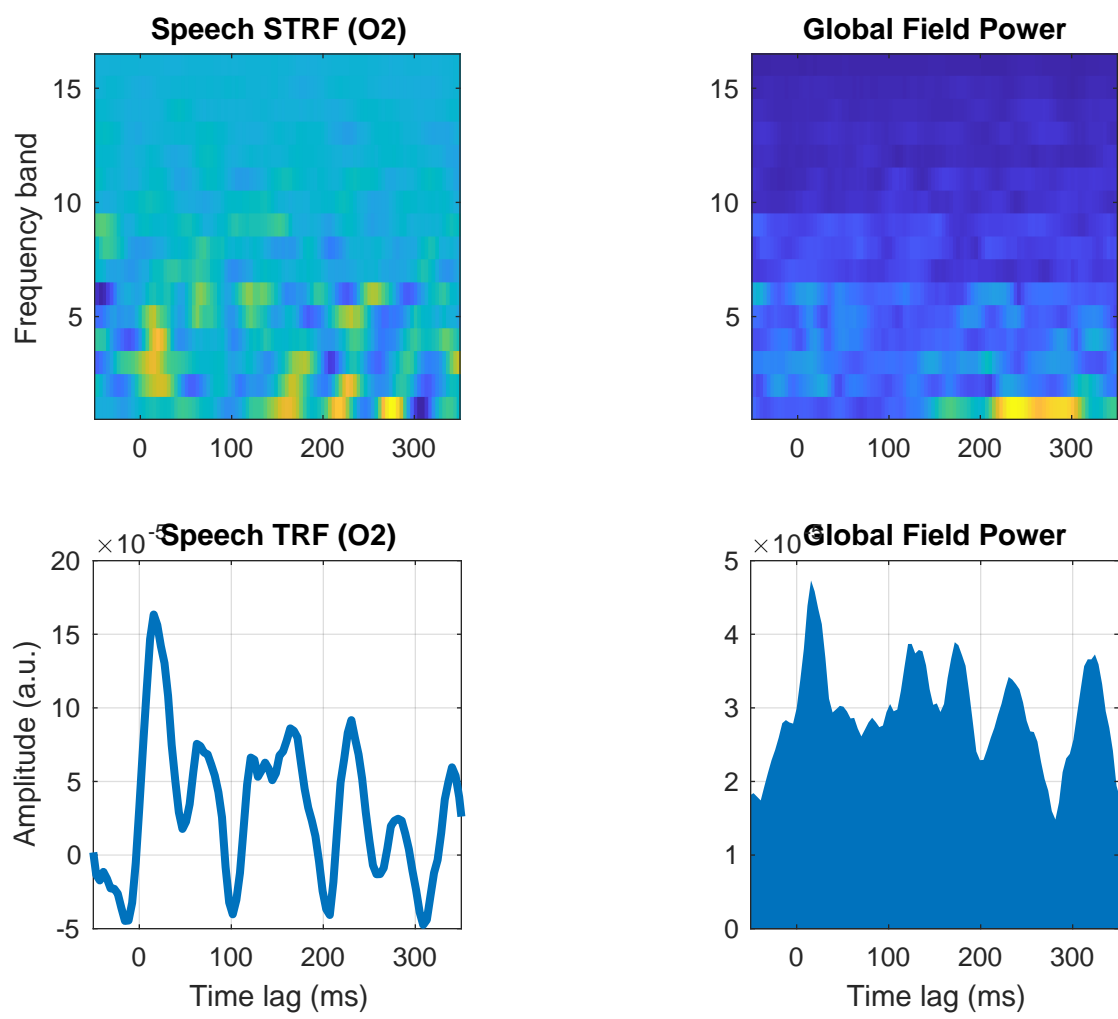 Speech STRF (O2)
Frequency band
15
10
5
0 100 200 300
Global Field Power
15
10
5
0 100 200 300
×10-5
Speech TRF (O2)
Amplitude (a.u.)
20
15
10
5
0
-5
0 100 200 300
Time lag (ms)
×10-5
Global Field Power
5
4
3
2
1
0
0 100 200 300
Time lag (ms)